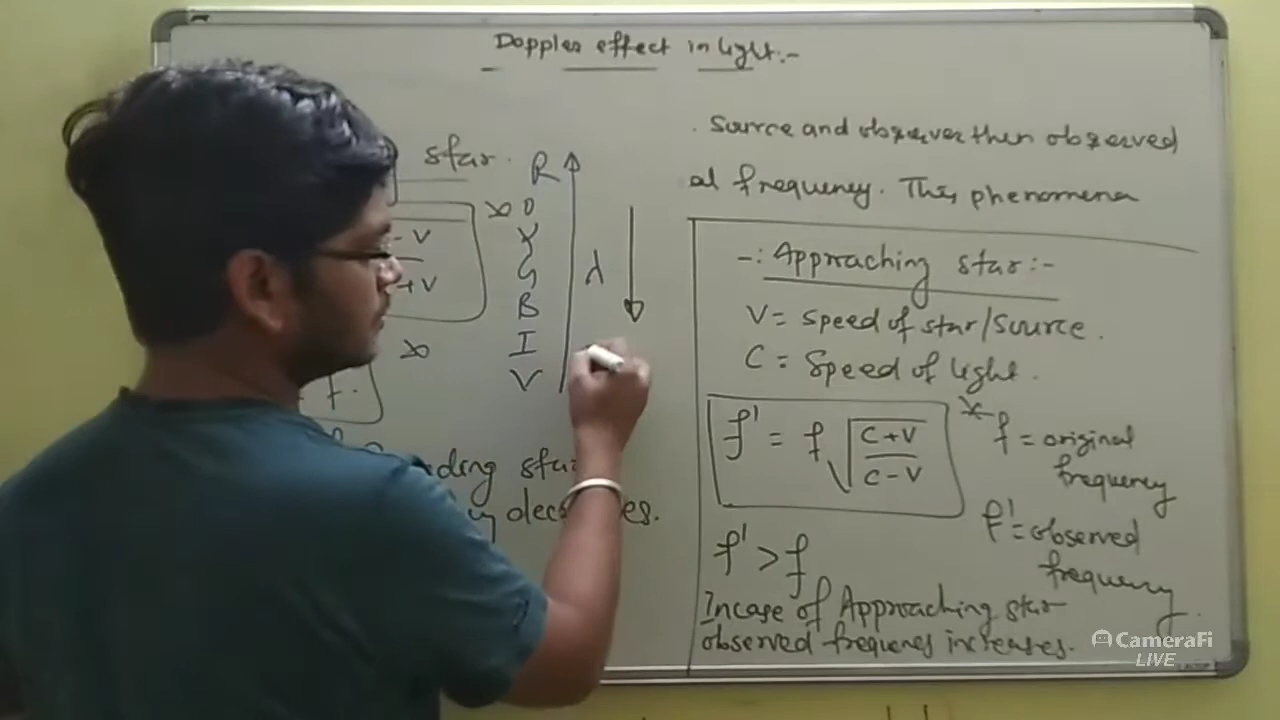 Doppler effect in light:-
. Source and observer then observed
al frequency. This phenomena
star.
R
O
Y
G
B
I
V
λ
- V
+ V
f.
ding star
decreases.
-: Approaching star:-
V = Speed of star/source.
C = Speed of light.
f' = f √(C+V / C-V)
f = original
frequency
f' = observed
frequency
f' > f
Incase of Approaching star
observed frequency increases.
CameraFi
LIVE